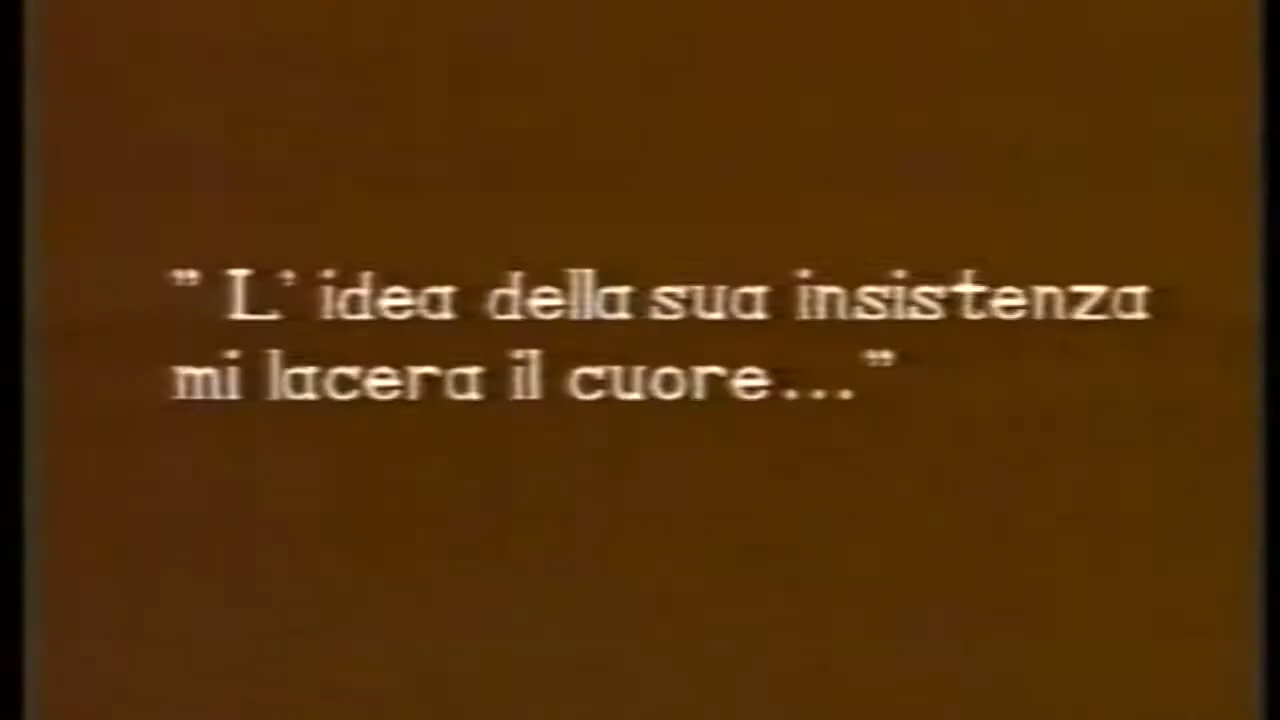 " L' idea della sua insistenza
mi lacera il cuore..."